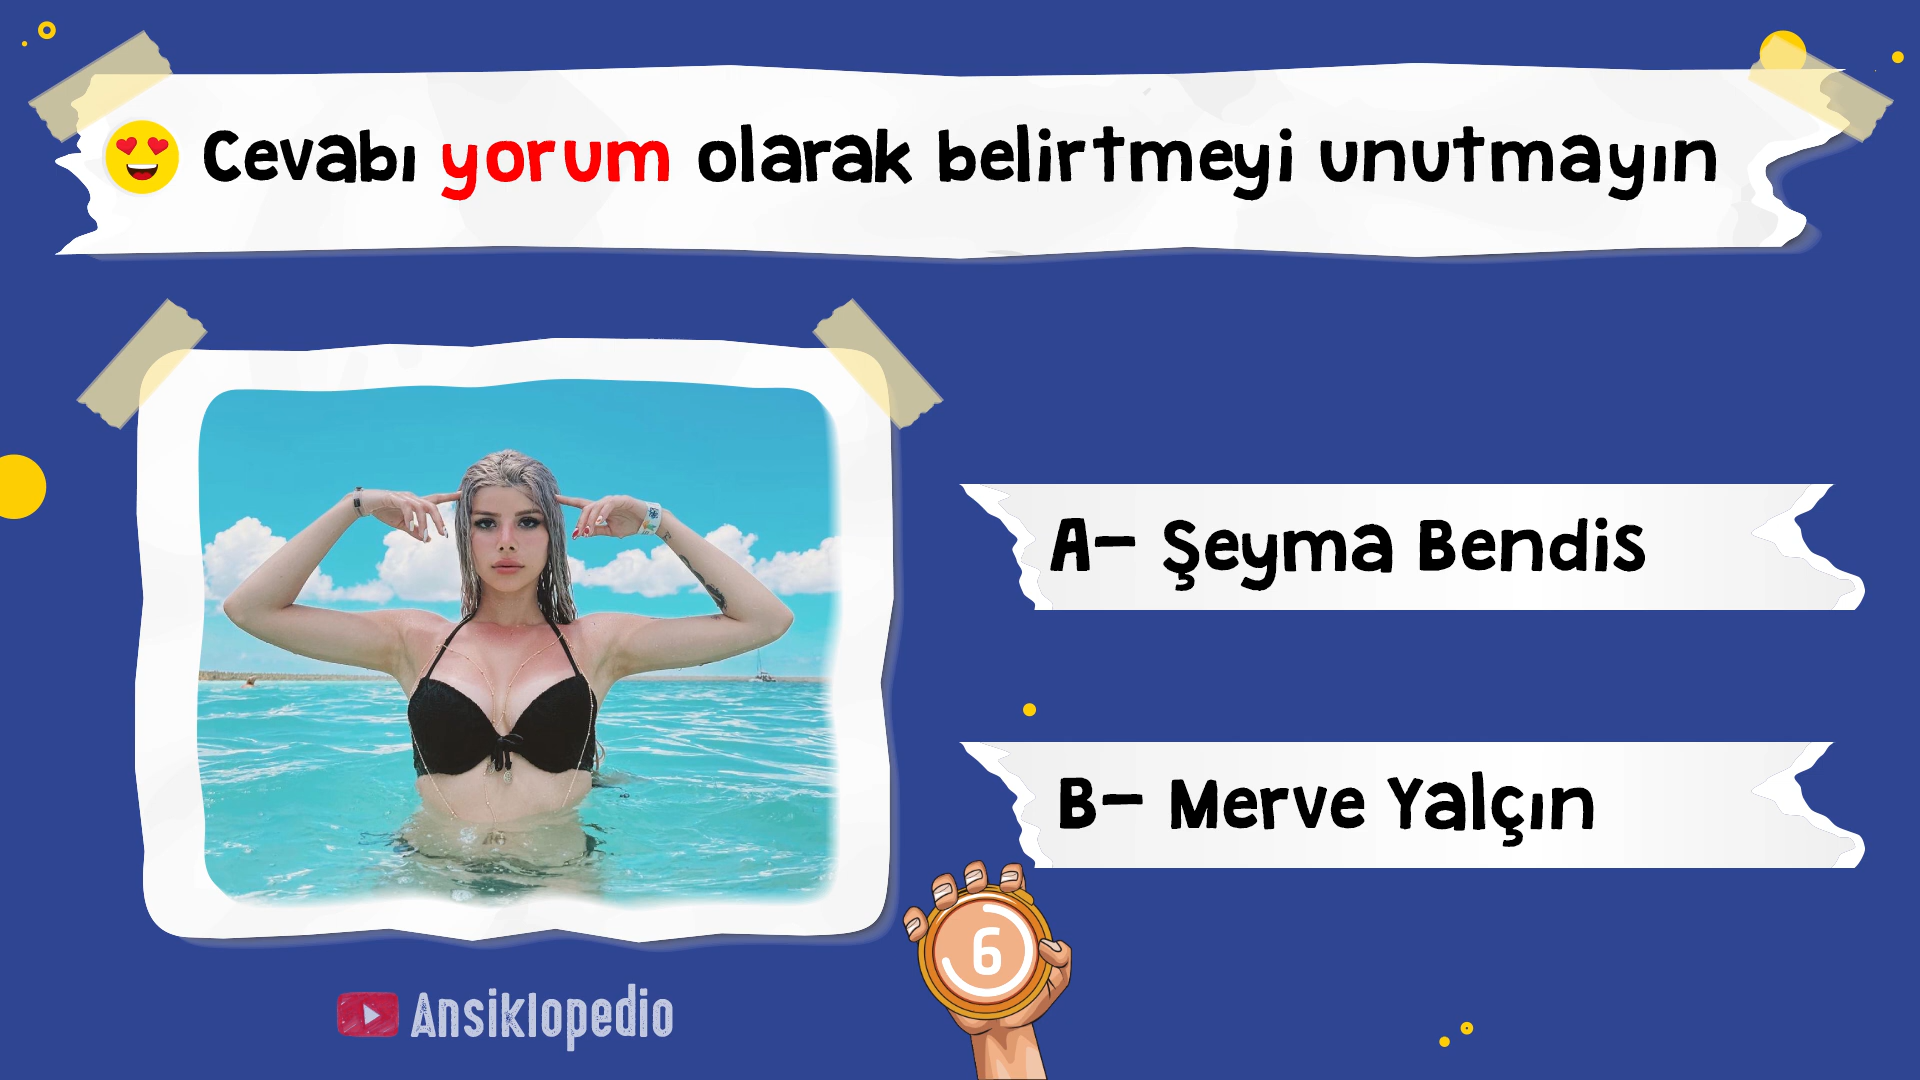 Cevabı yorum olarak belirtmeyi unutmayın
A- Şeyma Bendis
B- Merve Yalçın
6
Ansiklopedio